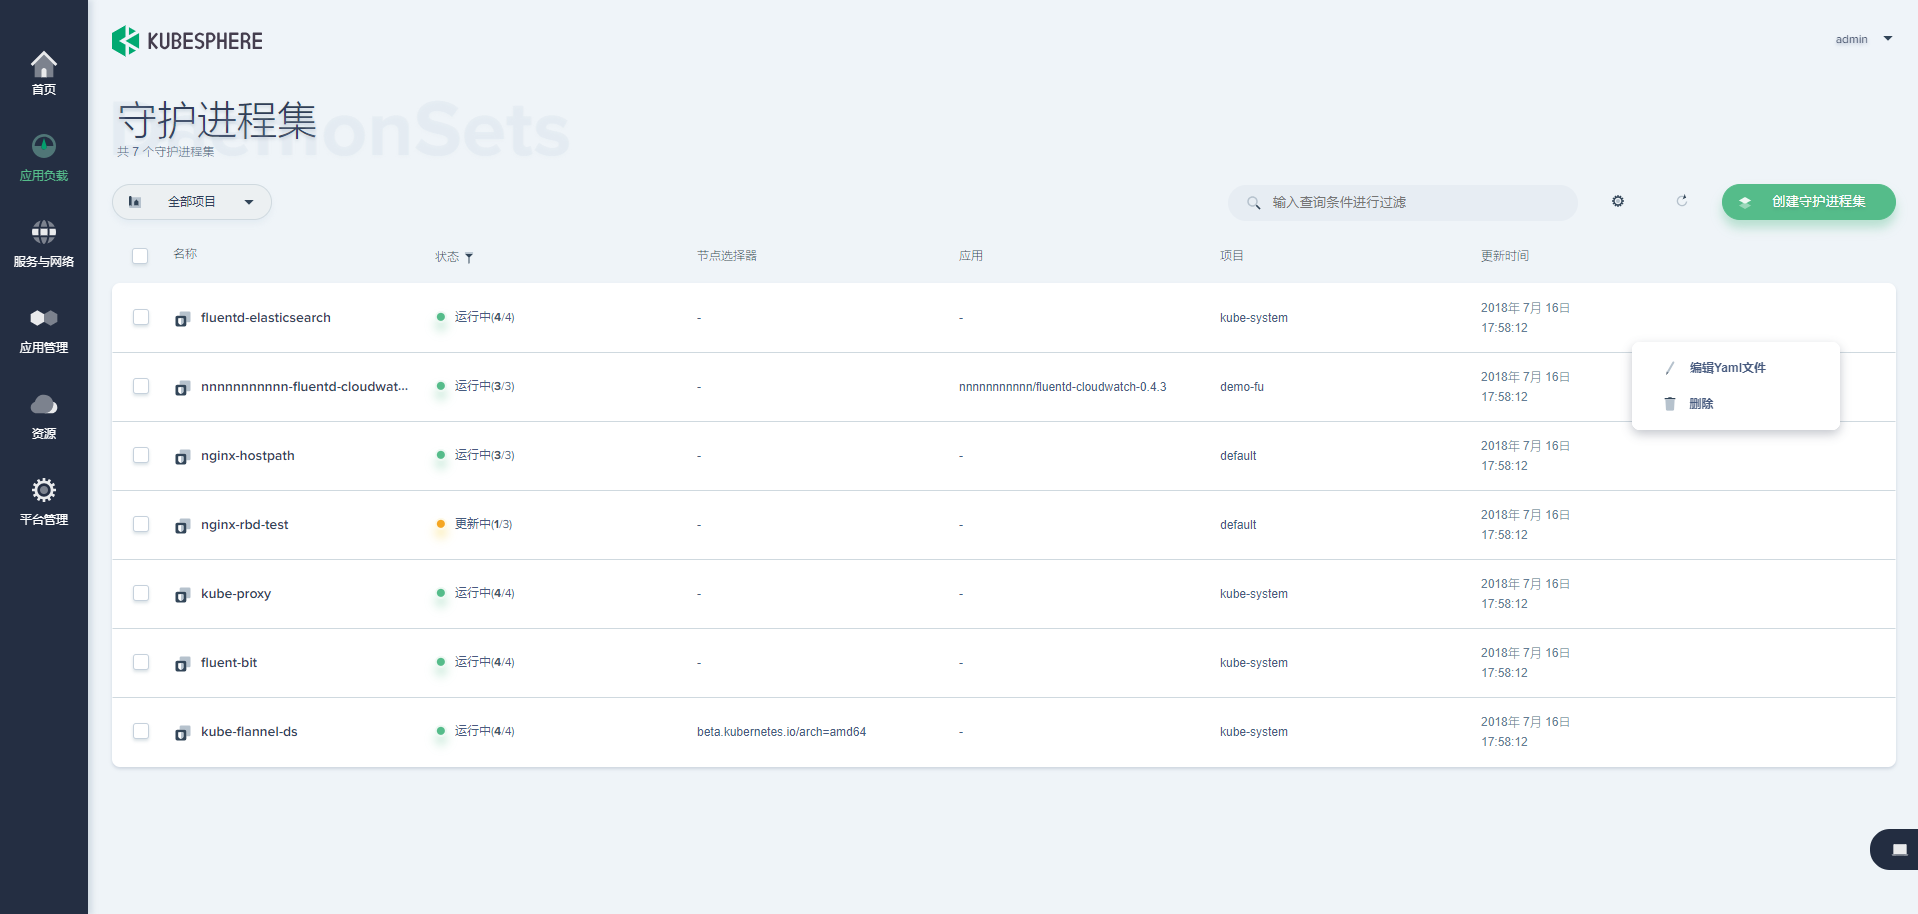 KUBESPHERE
admin
首页
应用负载
服务与网络
应用管理
资源
平台管理
DaemonSets
守护进程集
共 7 个守护进程集
全部项目
输入查询条件进行过滤
创建守护进程集
名称 状态 节点选择器 应用 项目 更新时间
fluentd-elasticsearch 运行中(4/4) - - kube-system 2018年 7月 16日
17:58:12
nnnnnnnnnnn-fluentd-cloudwat... 运行中(3/3) - nnnnnnnnnnn/fluentd-cloudwatch-0.4.3 demo-fu 2018年 7月 16日
17:58:12
编辑Yaml文件
删除
nginx-hostpath 运行中(3/3) - - default 2018年 7月 16日
17:58:12
nginx-rbd-test 更新中(1/3) - - default 2018年 7月 16日
17:58:12
kube-proxy 运行中(4/4) - - kube-system 2018年 7月 16日
17:58:12
fluent-bit 运行中(4/4) - - kube-system 2018年 7月 16日
17:58:12
kube-flannel-ds 运行中(4/4) beta.kubernetes.io/arch=amd64 - kube-system 2018年 7月 16日
17:58:12